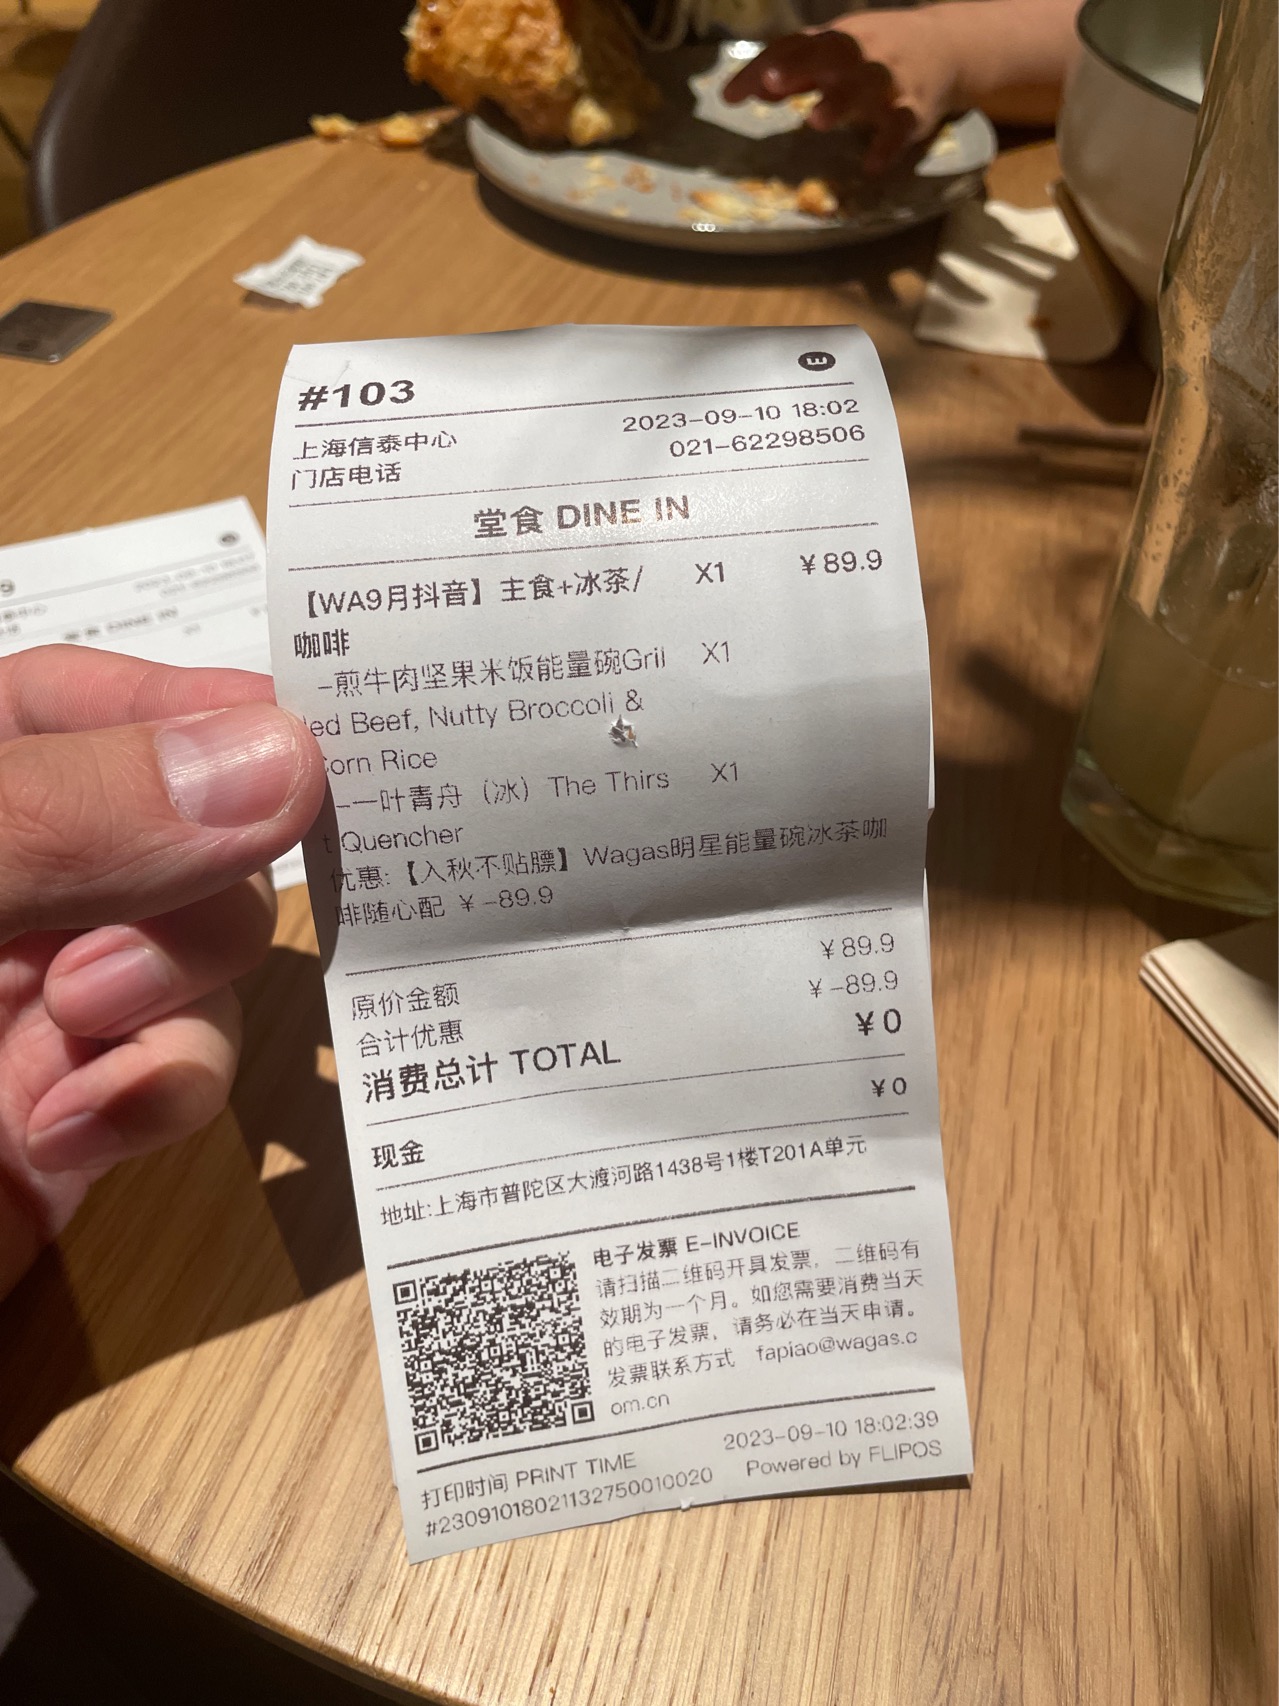 #103
2023-09-10 18:02
上海信泰中心
021-62298506
门店电话
堂食 DINE IN
【WA9月抖音】主食+冰茶/ X1 ¥89.9
咖啡
-煎牛肉坚果米饭能量碗Gril X1
led Beef, Nutty Broccoli &
Corn Rice
-一叶青舟（冰）The Thirs X1
t Quencher
优惠:【入秋不贴膘】Wagas明星能量碗冰茶咖
啡随心配 ¥-89.9
原价金额 ¥89.9
合计优惠 ¥-89.9
消费总计 TOTAL ¥0
现金 ¥0
地址:上海市普陀区大渡河路1438号1楼T201A单元
电子发票 E-INVOICE
请扫描二维码开具发票，二维码有
效期为一个月。如您需要消费当天
的电子发票，请务必在当天申请。
发票联系方式 fapiao@wagas.c
om.cn
打印时间 PRINT TIME 2023-09-10 18:02:39
#23091018021132750010020 Powered by FLIPOS